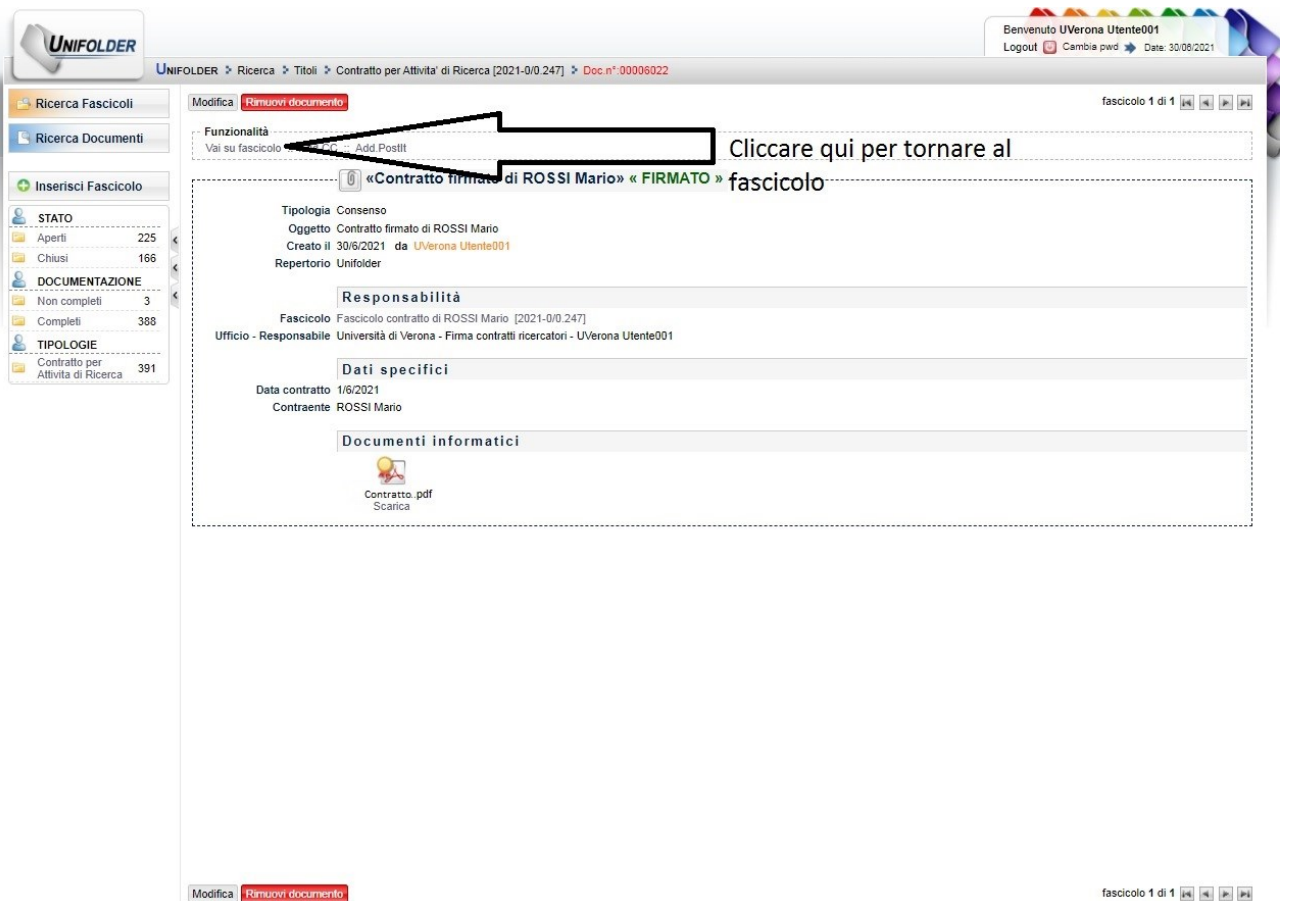 UNIFOLDER
Benvenuto UVerona Utente001
Logout Cambia pwd Date: 30/06/2021
UNIFOLDER Ricerca Titoli Contratto per Attivita' di Ricerca [2021-0/0.247] Doc.n°:00006022
Ricerca Fascicoli
Ricerca Documenti
Inserisci Fascicolo
STATO
Aperti 225
Chiusi 166
DOCUMENTAZIONE
Non completi 3
Completi 388
TIPOLOGIE
Contratto per
Attivita di Ricerca 391
Modifica Rimuovi documento
fascicolo 1 di 1
Funzionalità
Vai su fascicolo :: Add.PostIt
Cliccare qui per tornare al
fascicolo
«Contratto firmato di ROSSI Mario» « FIRMATO »
Tipologia Consenso
Oggetto Contratto firmato di ROSSI Mario
Creato il 30/6/2021 da UVerona Utente001
Repertorio Unifolder
Responsabilità
Fascicolo Fascicolo contratto di ROSSI Mario [2021-0/0.247]
Ufficio - Responsabile Università di Verona - Firma contratti ricercatori - UVerona Utente001
Dati specifici
Data contratto 1/6/2021
Contraente ROSSI Mario
Documenti informatici
Contratto..pdf
Scarica
Modifica Rimuovi documento
fascicolo 1 di 1